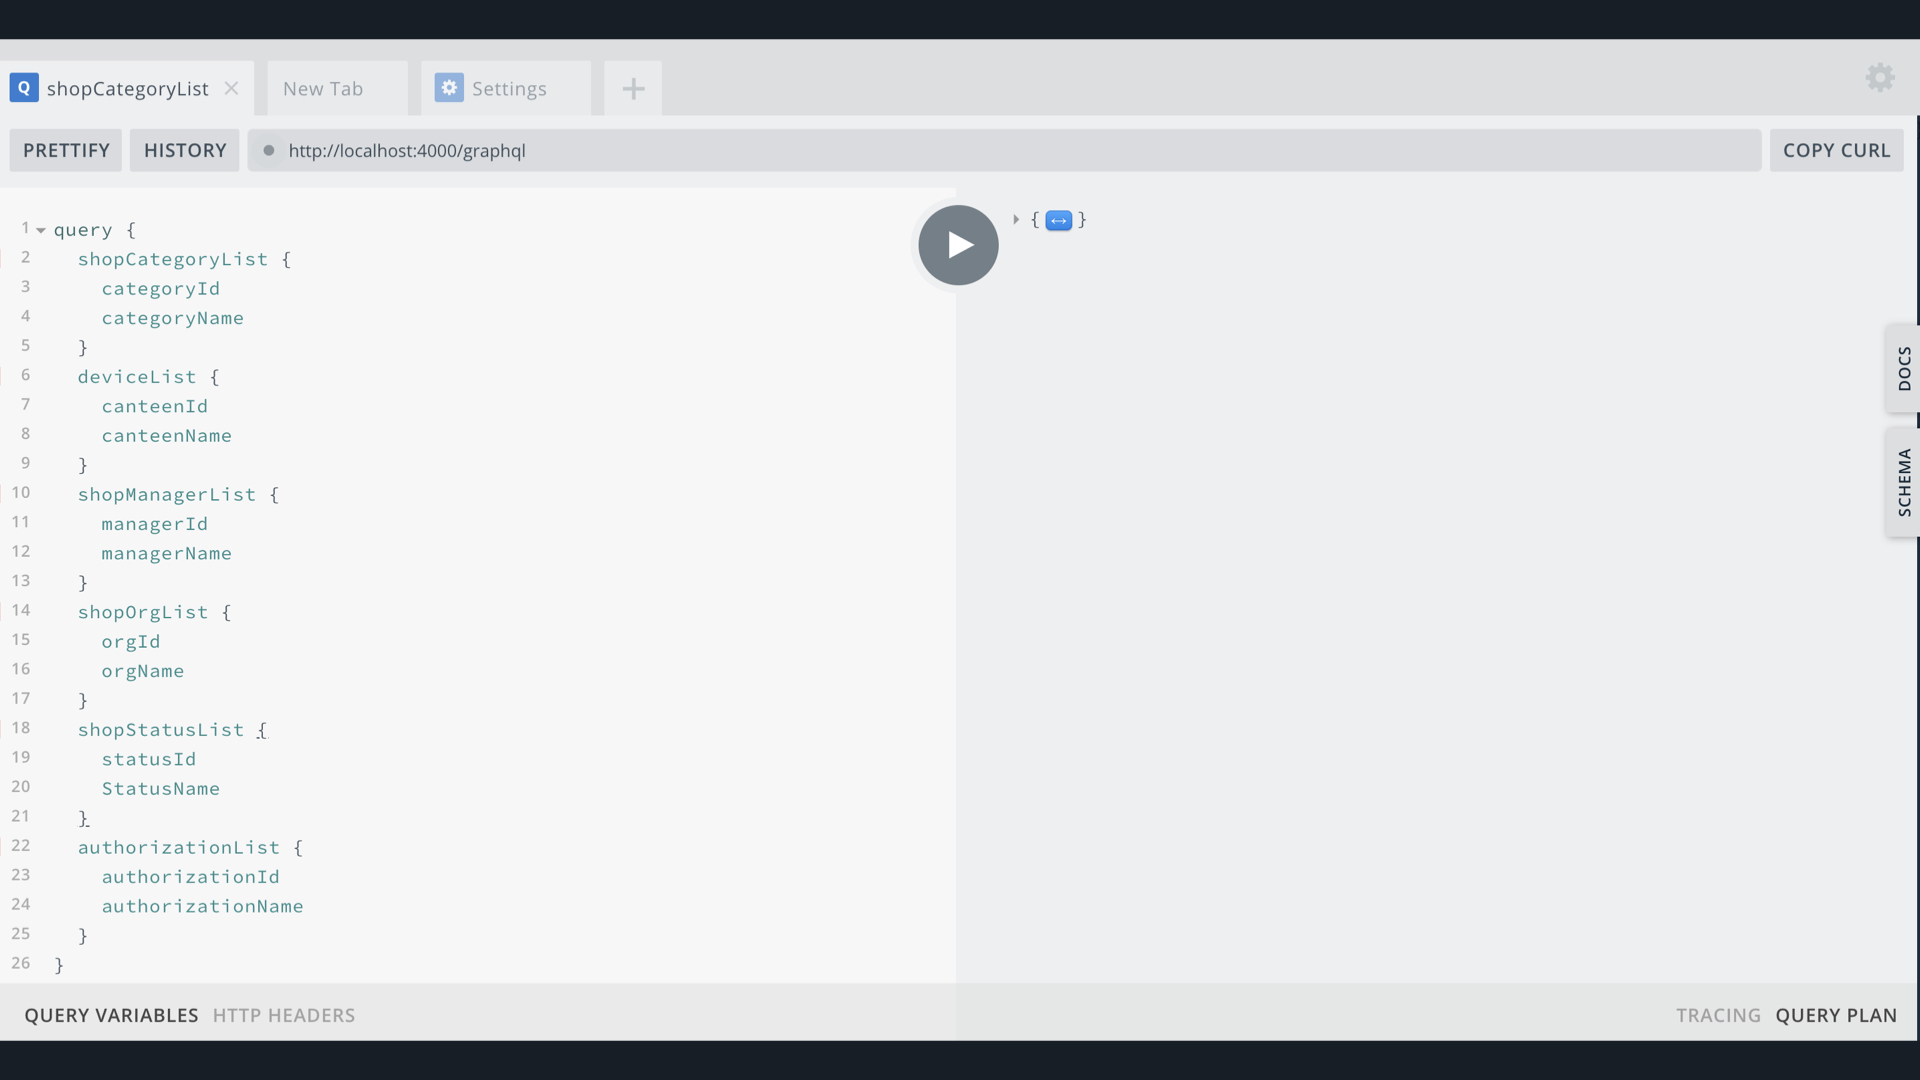 Q shopCategoryList
New Tab
Settings
PRETTIFY
HISTORY
http://localhost:4000/graphql
COPY CURL
1 query {
2 shopCategoryList {
3 categoryId
4 categoryName
5 }
6 deviceList {
7 canteenId
8 canteenName
9 }
10 shopManagerList {
11 managerId
12 managerName
13 }
14 shopOrgList {
15 orgId
16 orgName
17 }
18 shopStatusList {
19 statusId
20 StatusName
21 }
22 authorizationList {
23 authorizationId
24 authorizationName
25 }
26 }
{ ↔ }
DOCS
SCHEMA
QUERY VARIABLES
HTTP HEADERS
TRACING
QUERY PLAN